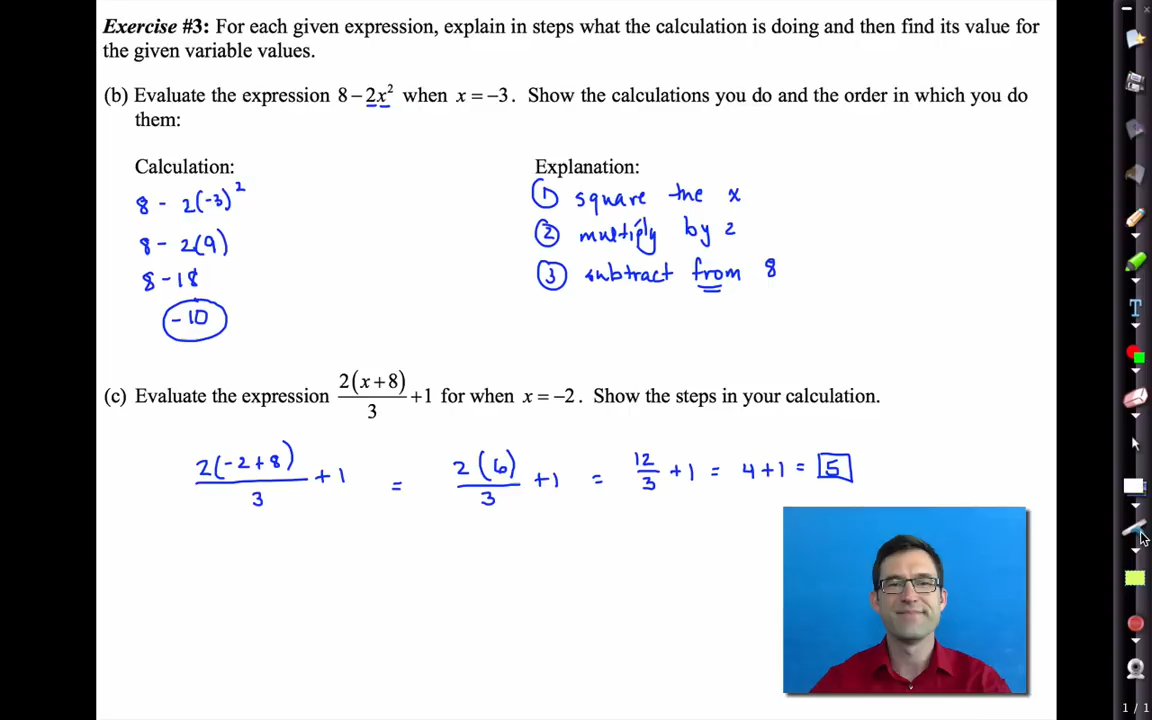 Exercise #3: For each given expression, explain in steps what the calculation is doing and then find its value for
the given variable values.
(b) Evaluate the expression 8 − 2x² when x = −3. Show the calculations you do and the order in which you do
them:
Calculation:
8 - 2(-3)²
8 - 2(9)
8 - 18
-10
Explanation:
① square the x
② multiply by 2
③ subtract from 8
(c) Evaluate the expression 2(x+8)/3 + 1 for when x = −2. Show the steps in your calculation.
2(-2+8)/3 + 1 = 2(6)/3 + 1 = 12/3 + 1 = 4 + 1 = 5
T
1 / 1